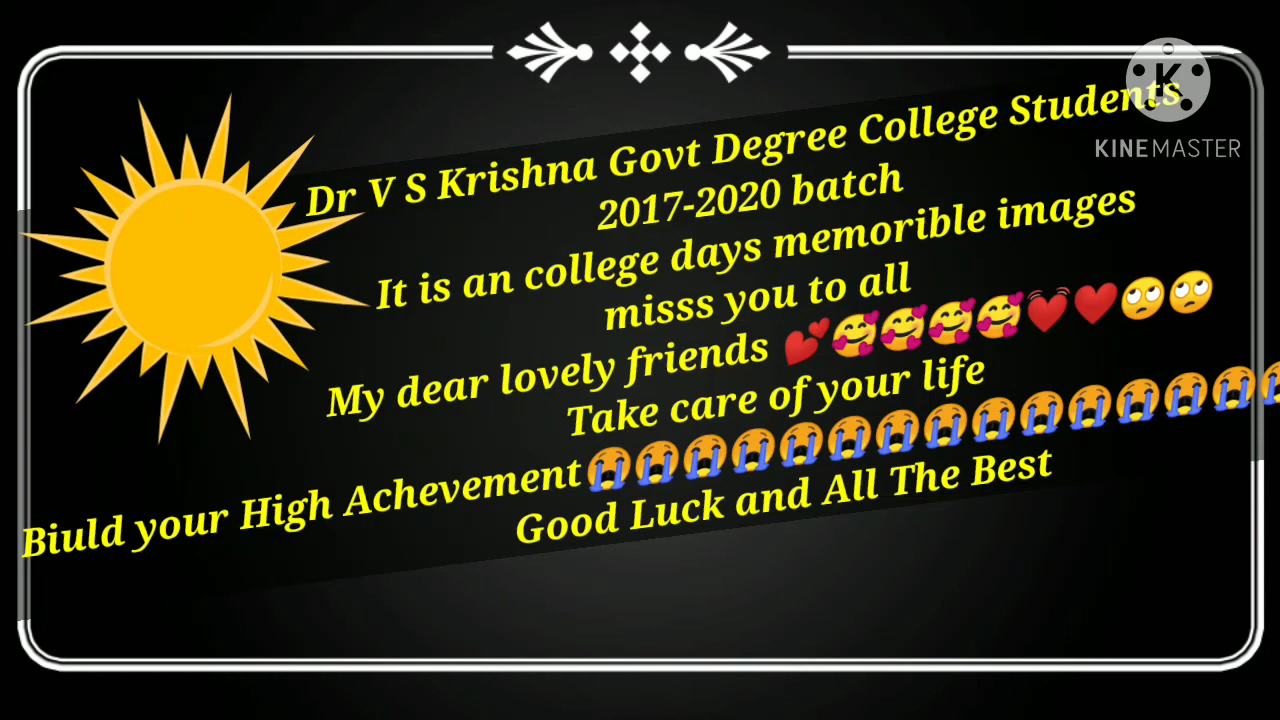 Dr V S Krishna Govt Degree College Students
2017-2020 batch
It is an college days memorible images
misss you to all
My dear lovely friends 💕🥰🥰🥰🥰💓❤️🙄🙄
Take care of your life
Biuld your High Achevement😭😭😭😭😭😭😭😭😭😭😭😭😭😭😭
Good Luck and All The Best
K
KINEMASTER